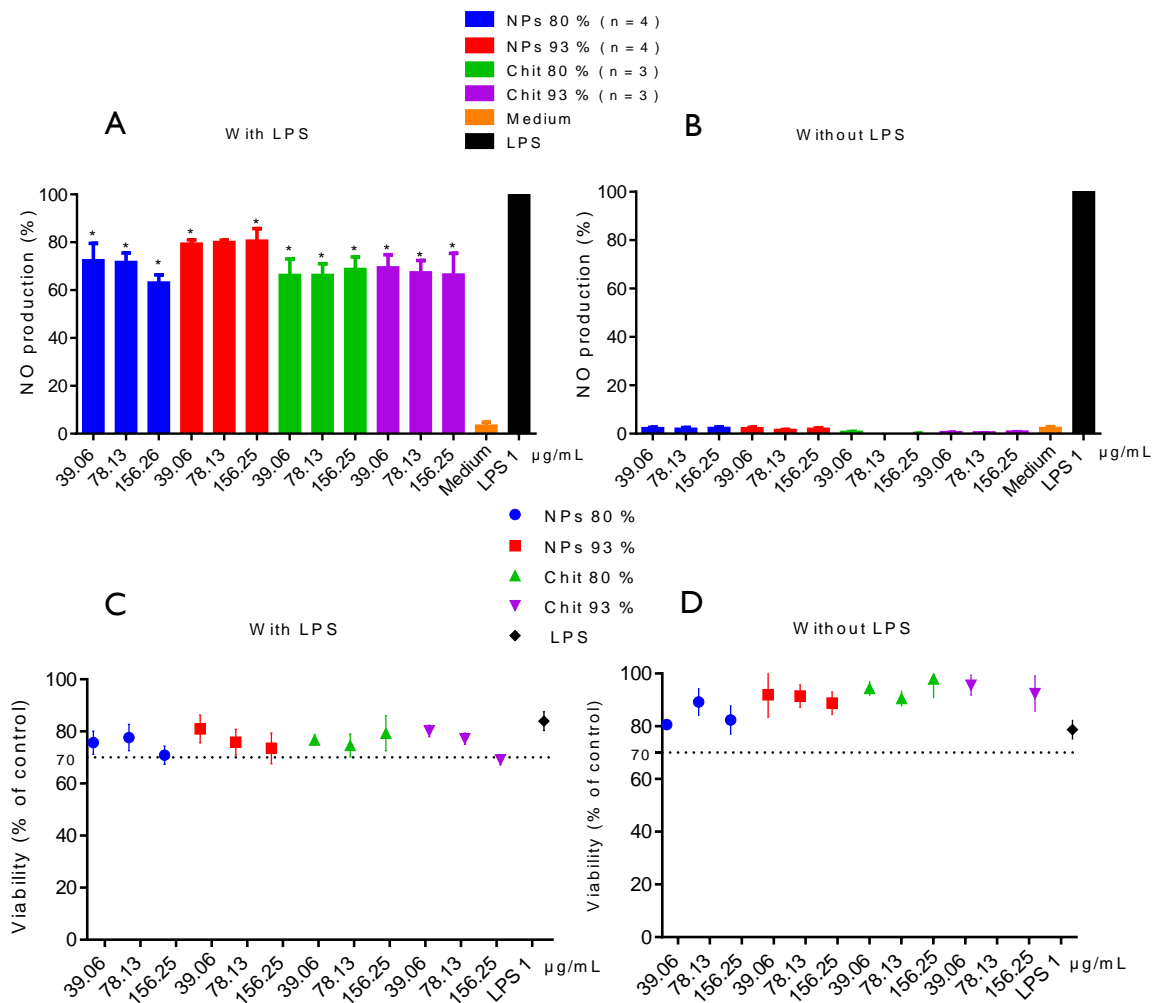 NPs 80 % ( n = 4 )
NPs 93 % ( n = 4 )
Chit 80 % ( n = 3 )
Chit 93 % ( n = 3 )
Medium
LPS
A
With LPS
NO production (%)
100
80
60
40
20
0
* * * * * * * * * * *
39.06 78.13 156.26 39.06 78.13 156.25 39.06 78.13 156.25 39.06 78.13 156.25 Medium LPS 1 µg/mL
B
Without LPS
NO production (%)
100
80
60
40
20
0
39.06 78.13 156.25 39.06 78.13 156.25 39.06 78.13 156.25 39.06 78.13 156.25 Medium LPS 1 µg/mL
NPs 80 %
NPs 93 %
Chit 80 %
Chit 93 %
LPS
C
With LPS
Viability (% of control)
100
80
70
60
40
20
0
39.06 78.13 156.25 39.06 78.13 156.25 39.06 78.13 156.25 39.06 78.13 156.25 LPS 1 µg/mL
D
Without LPS
Viability (% of control)
100
80
70
60
40
20
0
39.06 78.13 156.25 39.06 78.13 156.25 39.06 78.13 156.25 39.06 78.13 156.25 LPS 1 µg/mL